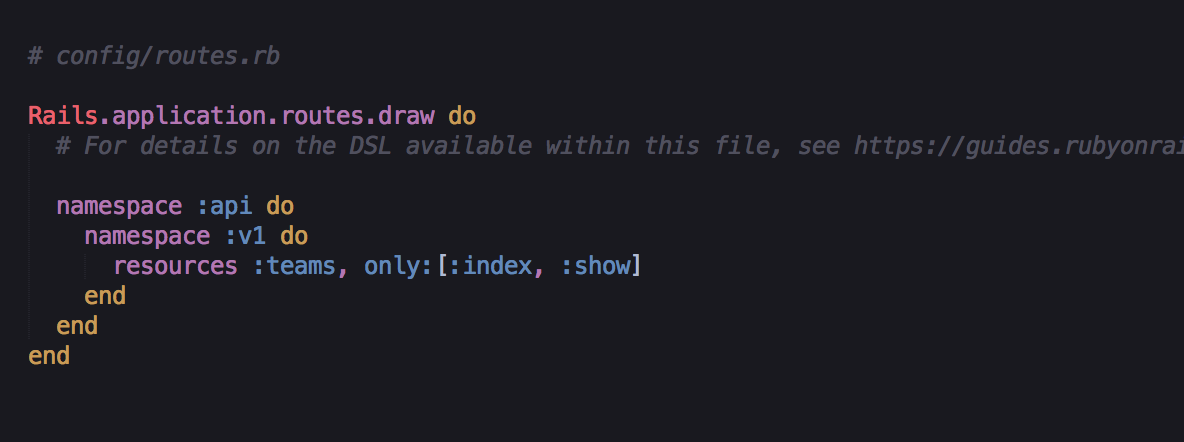 # config/routes.rb
Rails.application.routes.draw do
# For details on the DSL available within this file, see https://guides.rubyonrai
namespace :api do
namespace :v1 do
resources :teams, only:[:index, :show]
end
end
end